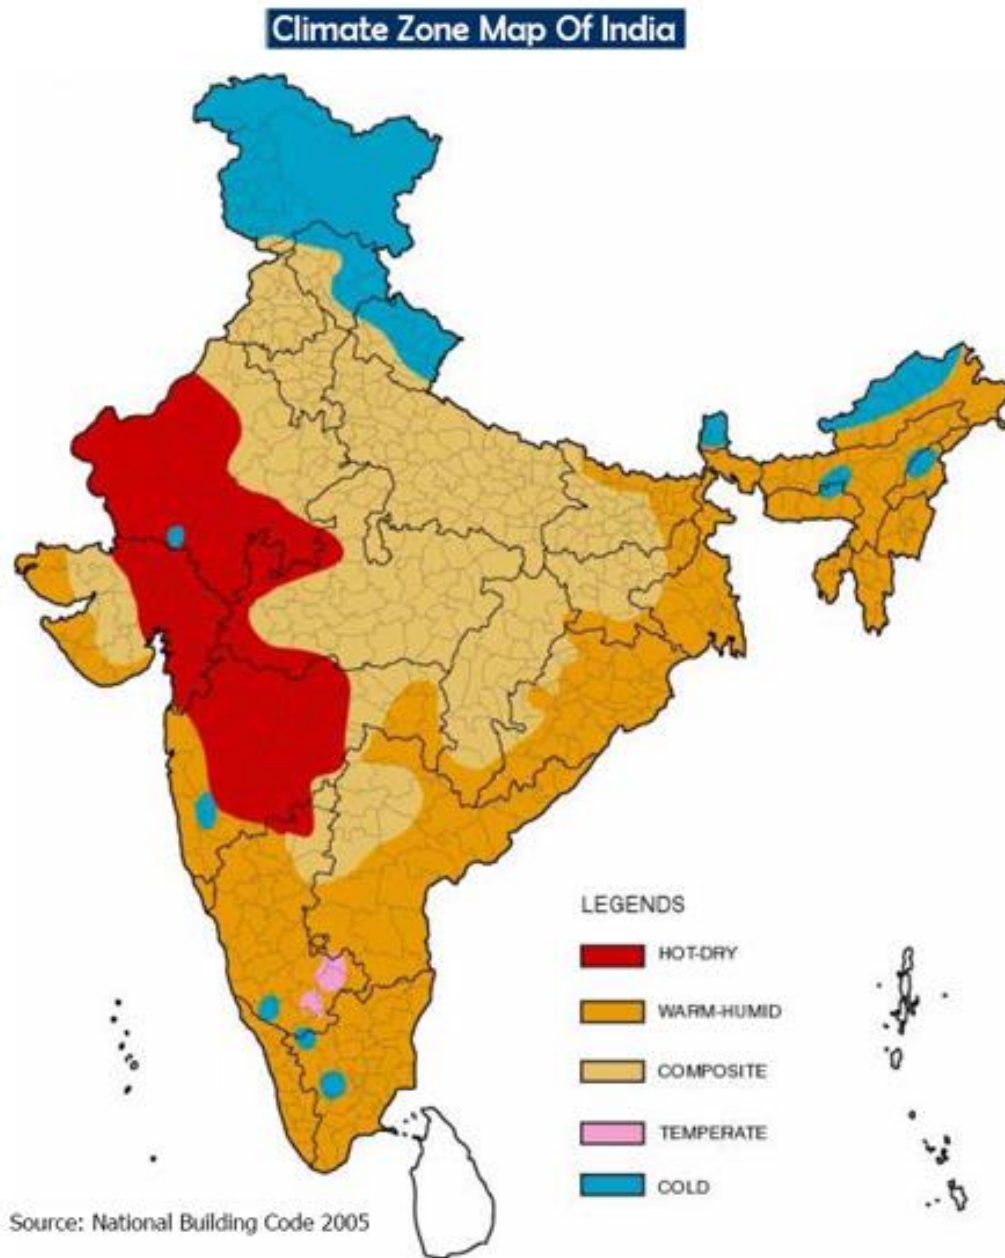 Climate Zone Map Of India
LEGENDS
HOT-DRY
WARM-HUMID
COMPOSITE
TEMPERATE
COLD
Source: National Building Code 2005